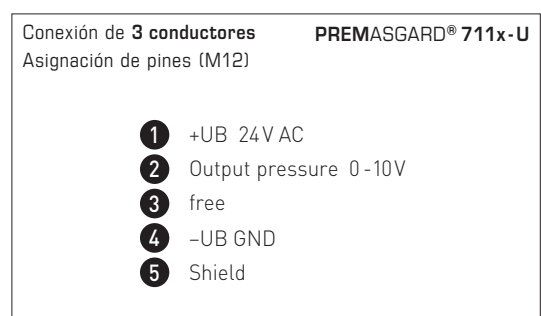 Conexión de 3 conductores PREMASGARD® 711x-U
Asignación de pines (M12)
1 +UB 24V AC
2 Output pressure 0-10V
3 free
4 –UB GND
5 Shield